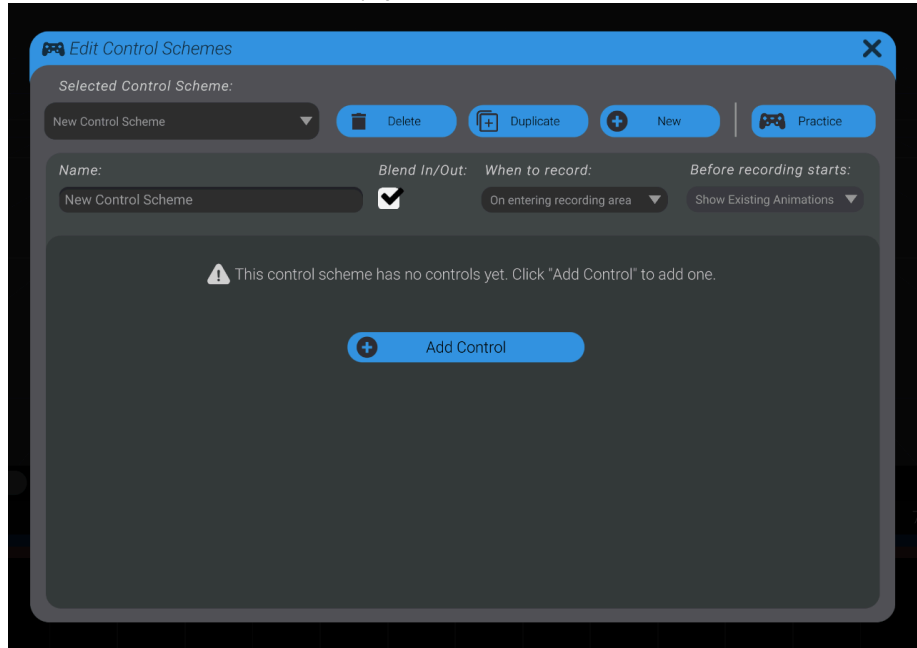 Edit Control Schemes
Selected Control Scheme:
New Control Scheme
Delete
Duplicate
New
Practice
Name:
Blend In/Out:
When to record:
Before recording starts:
New Control Scheme
On entering recording area
Show Existing Animations
This control scheme has no controls yet. Click "Add Control" to add one.
Add Control